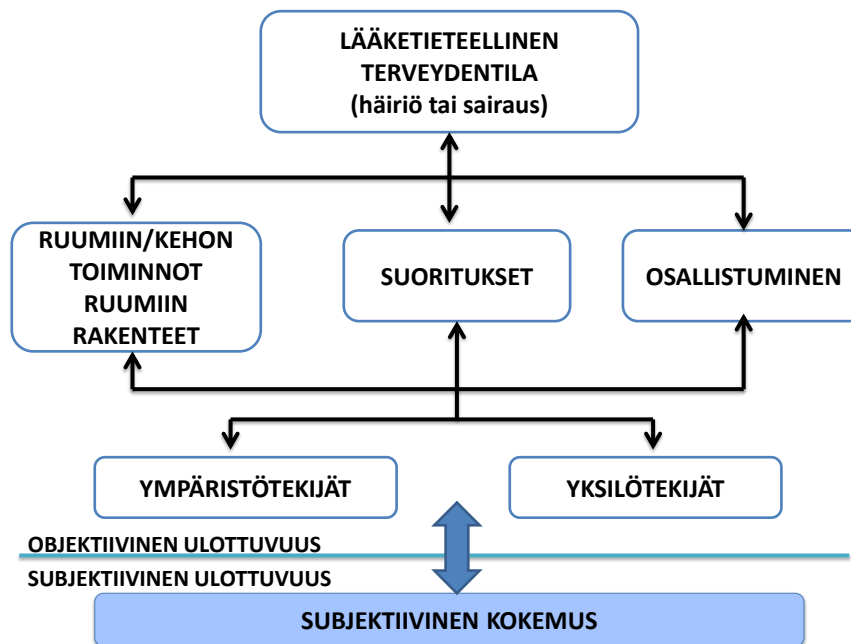 LÄÄKETIETEELLINEN
TERVEYDENTILA
(häiriö tai sairaus)
RUUMIIN/KEHON
TOIMINNOT
RUUMIIN
RAKENTEET
SUORITUKSET
OSALLISTUMINEN
YMPÄRISTÖTEKIJÄT
YKSILÖTEKIJÄT
OBJEKTIIVINEN ULOTTUVUUS
SUBJEKTIIVINEN ULOTTUVUUS
SUBJEKTIIVINEN KOKEMUS